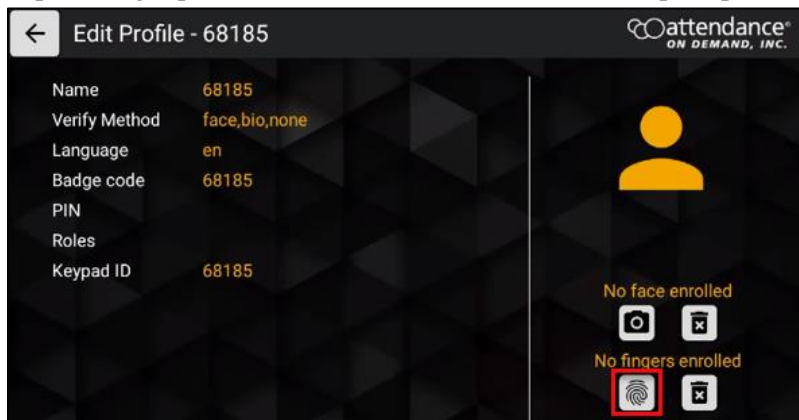 Edit Profile - 68185
attendance®
ON DEMAND, INC.
Name 68185
Verify Method face,bio,none
Language en
Badge code 68185
PIN
Roles
Keypad ID 68185
No face enrolled
No fingers enrolled